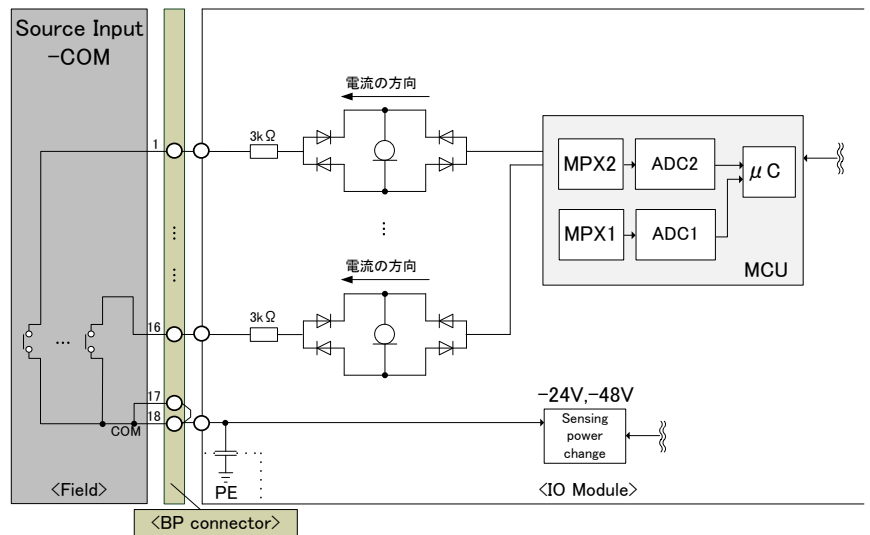 Source Input
-COM
電流の方向
1
3kΩ
MPX2
ADC2
μC
⋮
⋮
⋮
MPX1
ADC1
電流の方向
MCU
3kΩ
16
…
-24V,-48V
17
18
COM
Sensing
power
change
PE
<Field>
<IO Module>
<BP connector>